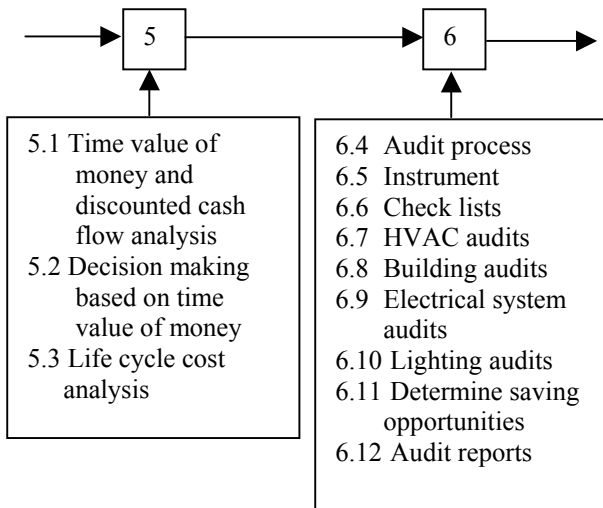 5
6
5.1 Time value of
money and
discounted cash
flow analysis
5.2 Decision making
based on time
value of money
5.3 Life cycle cost
analysis
6.4 Audit process
6.5 Instrument
6.6 Check lists
6.7 HVAC audits
6.8 Building audits
6.9 Electrical system
audits
6.10 Lighting audits
6.11 Determine saving
opportunities
6.12 Audit reports